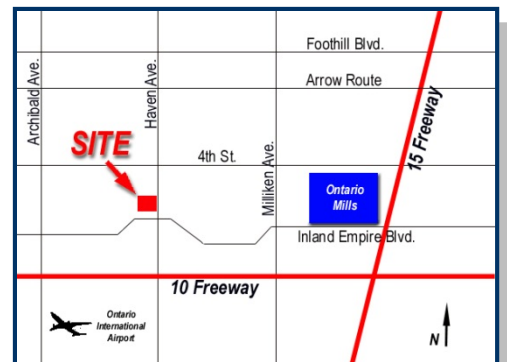 Foothill Blvd.
Arrow Route
Archibald Ave.
Haven Ave.
15 Freeway
SITE
4th St.
Milliken Ave.
Ontario
Mills
Inland Empire Blvd.
10 Freeway
Ontario
International
Airport
N